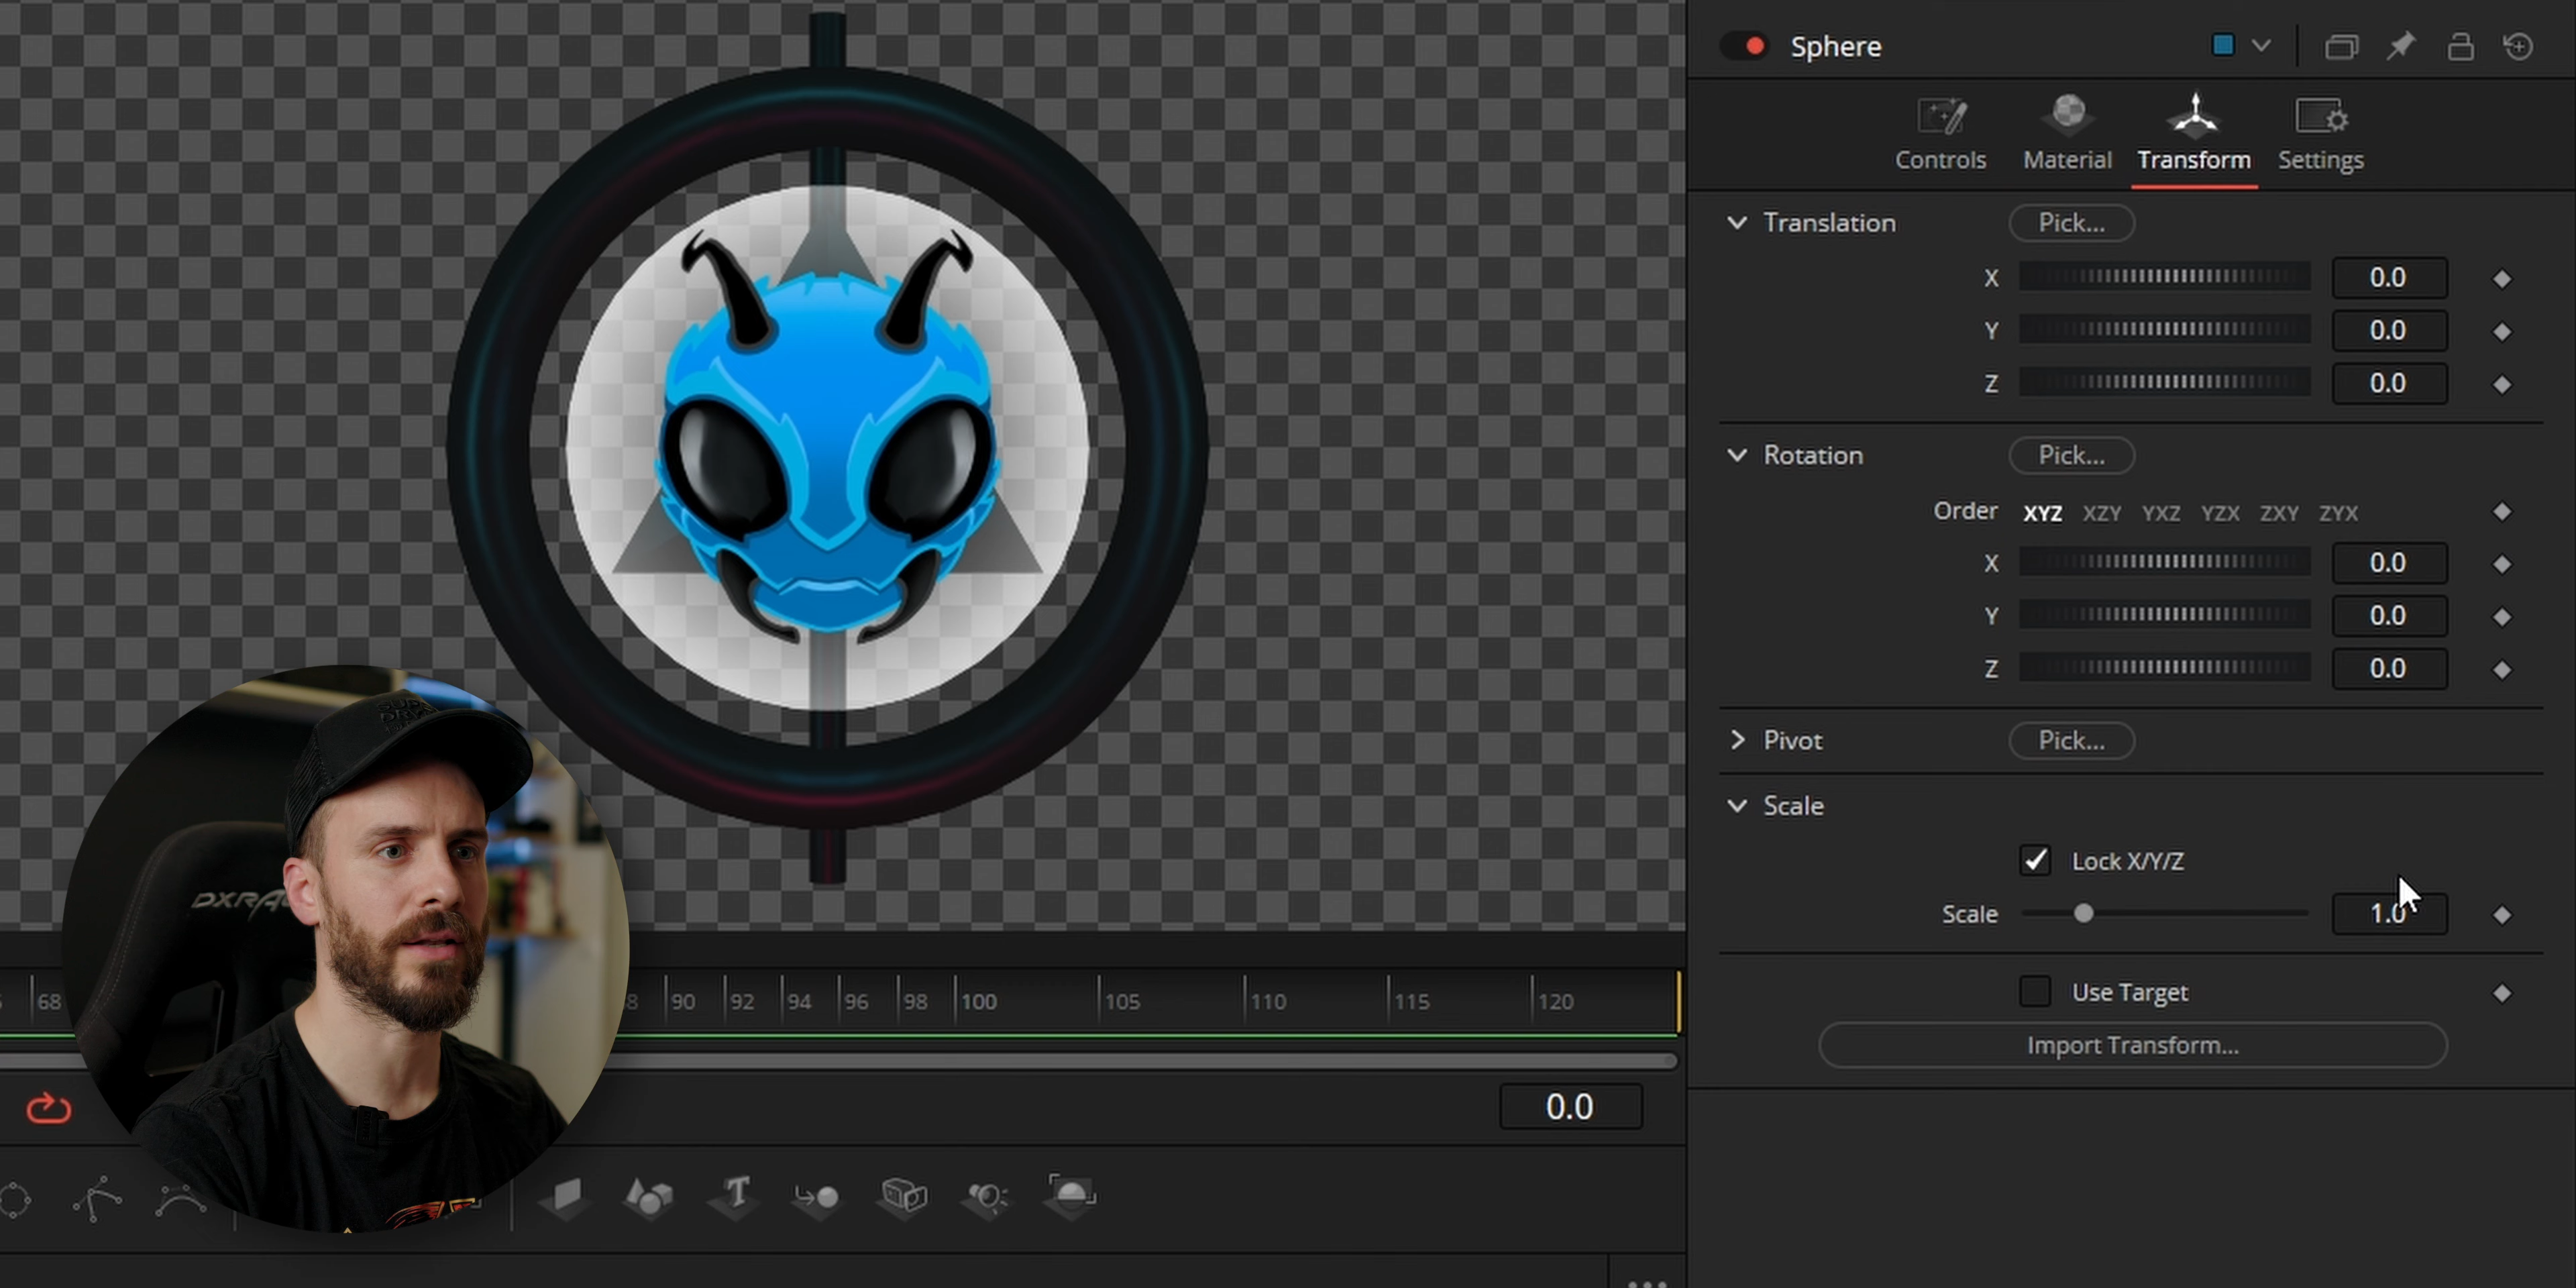 Sphere
Controls
Material
Transform
Settings
Translation
Pick...
X
0.0
Y
0.0
Z
0.0
Rotation
Pick...
Order
XYZ XZY YXZ YZX ZXY ZYX
X
0.0
Y
0.0
Z
0.0
Pivot
Pick...
Scale
Lock X/Y/Z
Scale
1.0
Use Target
Import Transform...
68
90 92 94 96 98 100 105 110 115 120
0.0
T